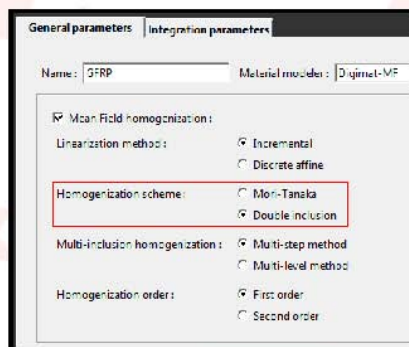 General parameters Integration parameters
Name: GFRP Material modeler: Digimat-MF
Mean Field homogenization:
Linearization method: Incremental
Discrete affine
Homogenization scheme: Mori-Tanaka
Double inclusion
Multi-inclusion homogenization: Multi-step method
Multi-level method
Homogenization order: First order
Second order